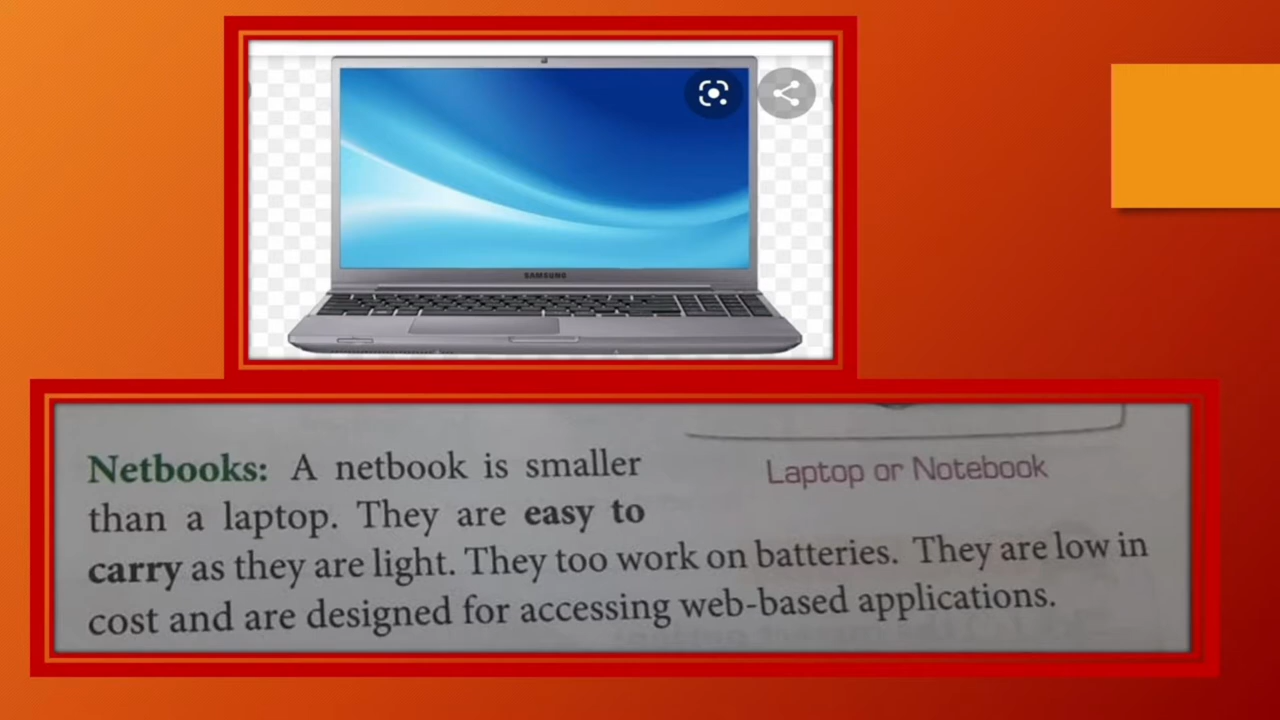 SAMSUNG
Netbooks: A netbook is smaller
than a laptop. They are easy to
carry as they are light. They too work on batteries. They are low in
cost and are designed for accessing web-based applications.
Laptop or Notebook